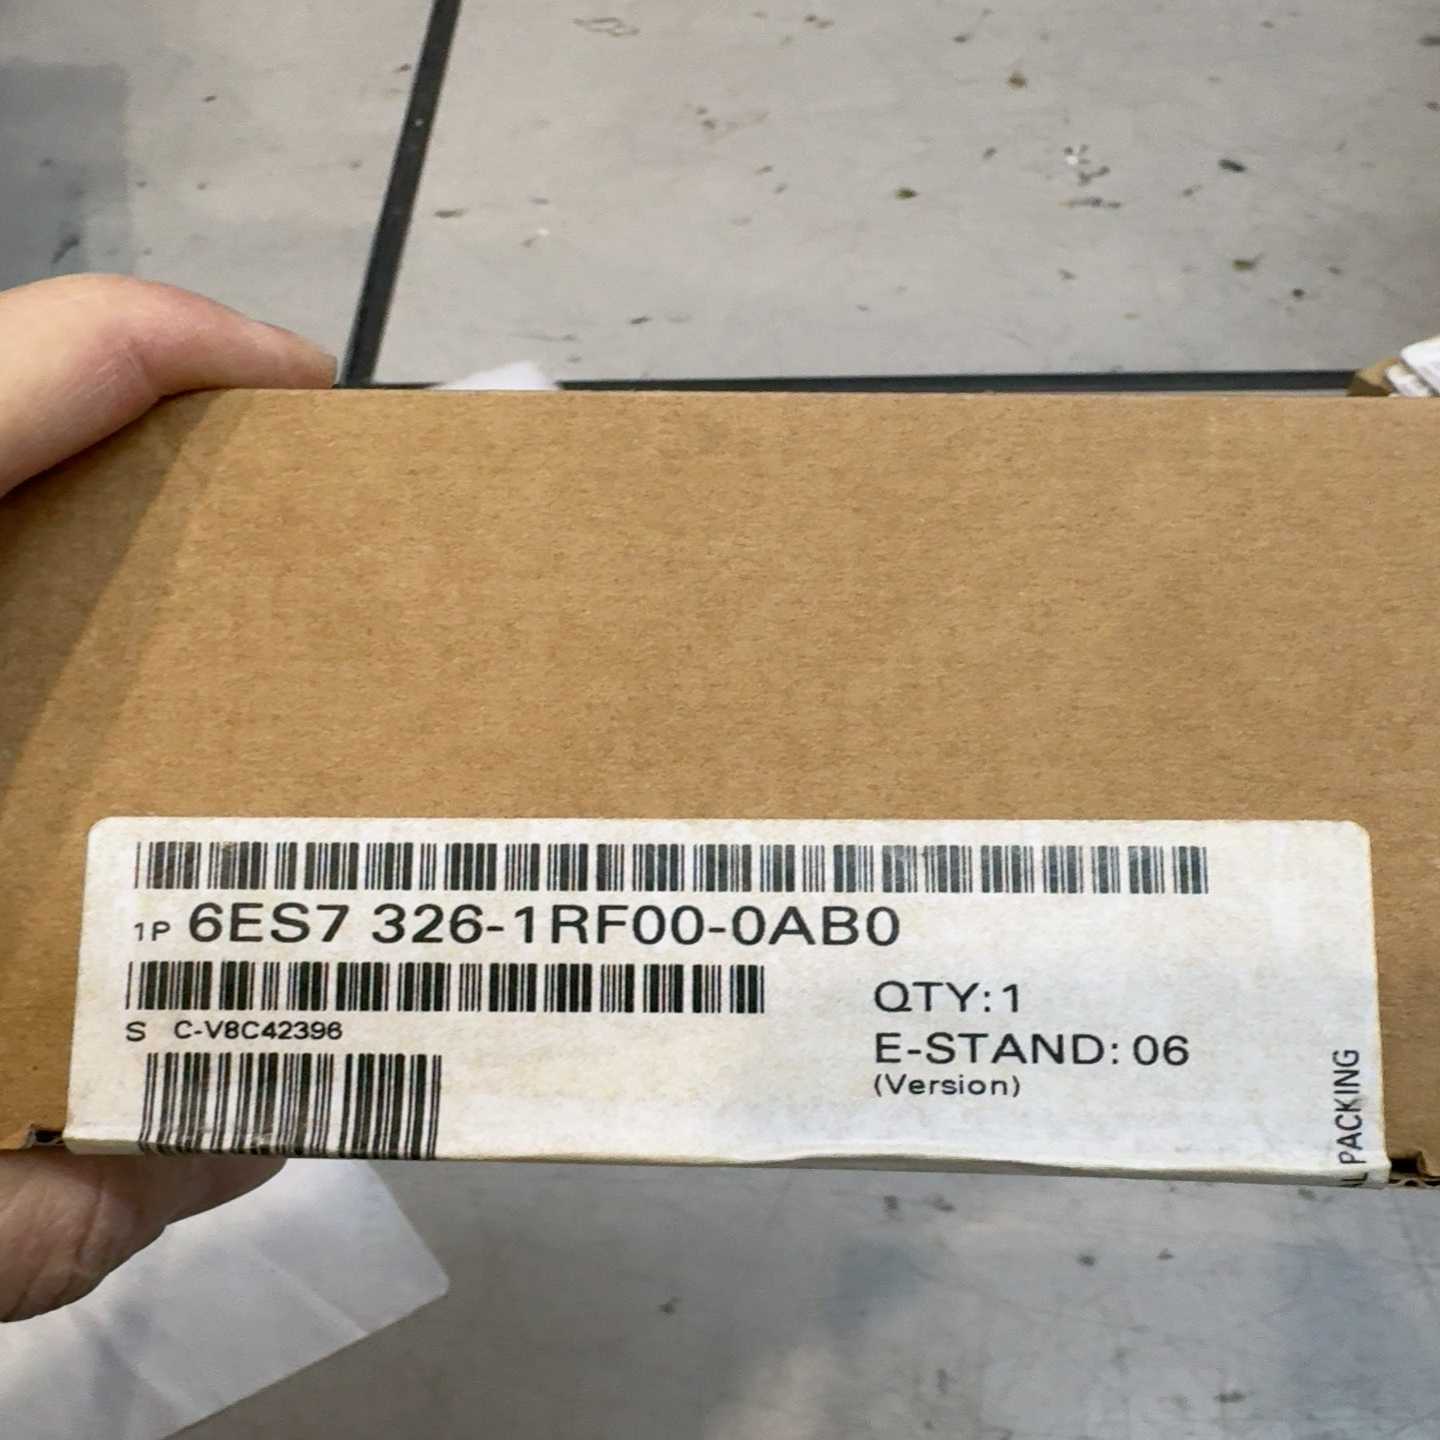 1P 6ES7 326-1RF00-0AB0
S C-V8C42396
QTY: 1
E-STAND: 06
(Version)
PACKING